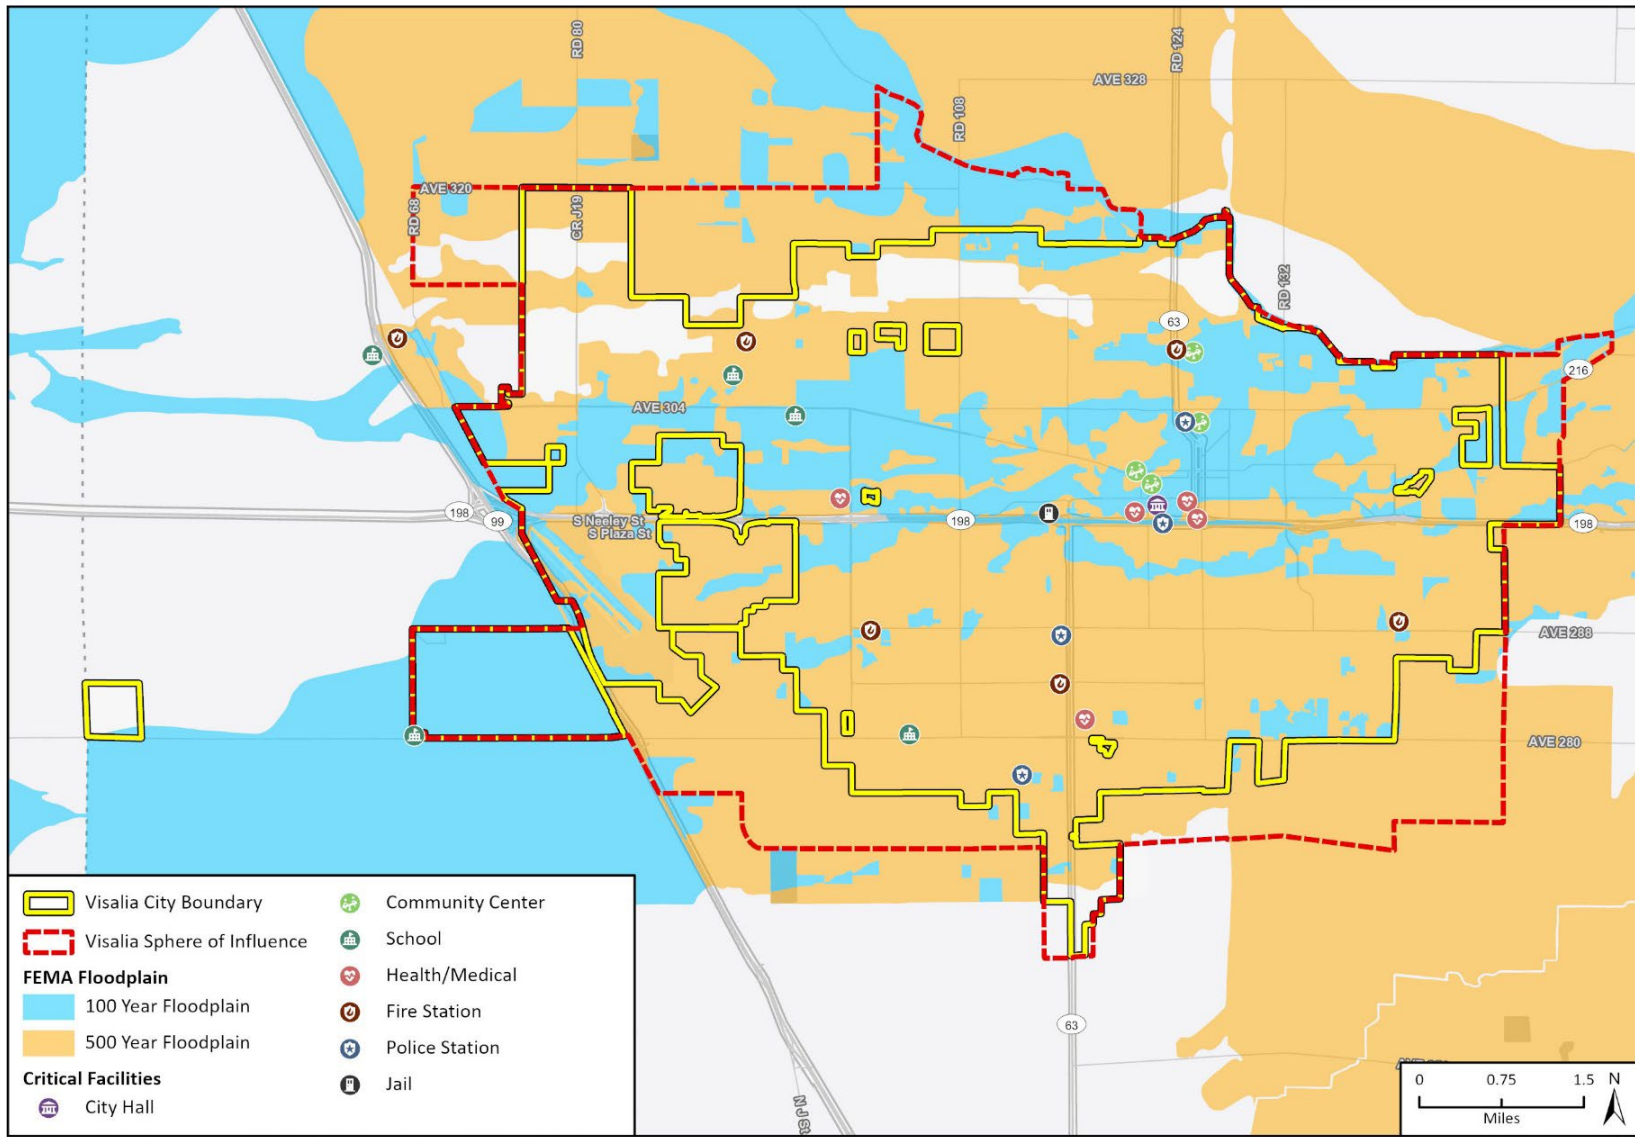 RD 80
RD 124
AVE 328
RD 108
AVE 320
RD 68
CR J19
RD 132
63
216
AVE 304
198
99
S Neeley St
S Plaza St
198
198
AVE 288
AVE 280
63
N J St
Visalia City Boundary
Visalia Sphere of Influence
FEMA Floodplain
100 Year Floodplain
500 Year Floodplain
Critical Facilities
City Hall
Community Center
School
Health/Medical
Fire Station
Police Station
Jail
0 0.75 1.5 N
Miles